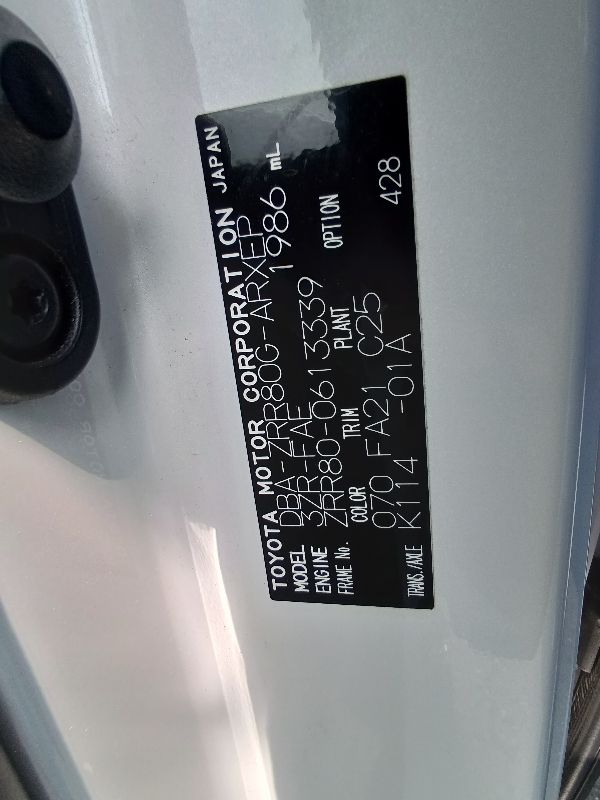 TOYOTA MOTOR CORPORATION JAPAN
MODEL DBA-ZRR80G-ARXEP
ENGINE 3ZR-FAE 1986 mL
FRAME No. ZRR80-0613339
COLOR TRIM PLANT OPTION
070 FA21 C25 428
TRANS./AXLE K114 -01A